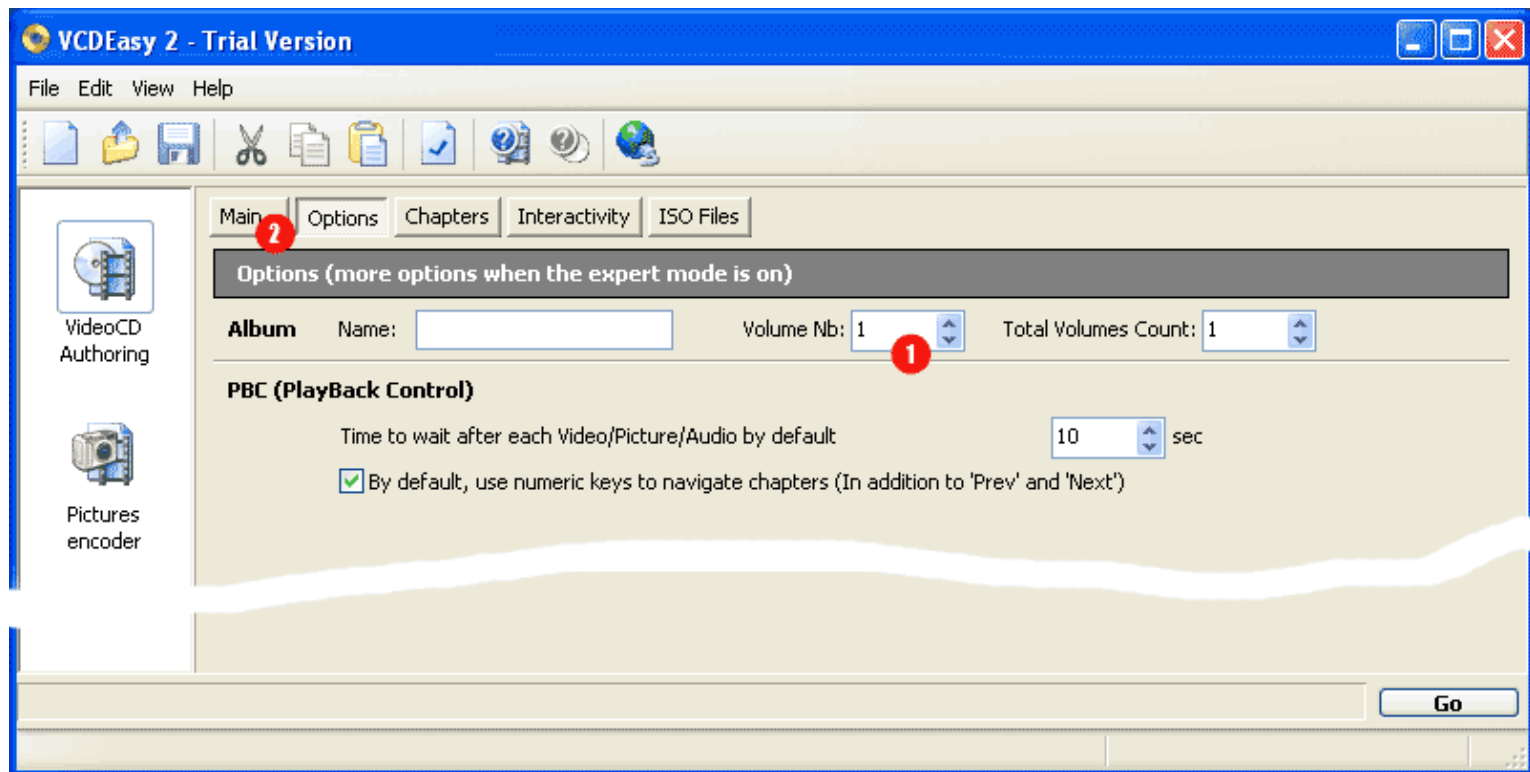 VCDEasy 2 - Trial Version
File Edit View Help
Main Options Chapters Interactivity ISO Files
2
Options (more options when the expert mode is on)
VideoCD
Authoring
Album Name: Volume Nb: 1 Total Volumes Count: 1
1
PBC (PlayBack Control)
Time to wait after each Video/Picture/Audio by default 10 sec
By default, use numeric keys to navigate chapters (In addition to 'Prev' and 'Next')
Pictures
encoder
Go